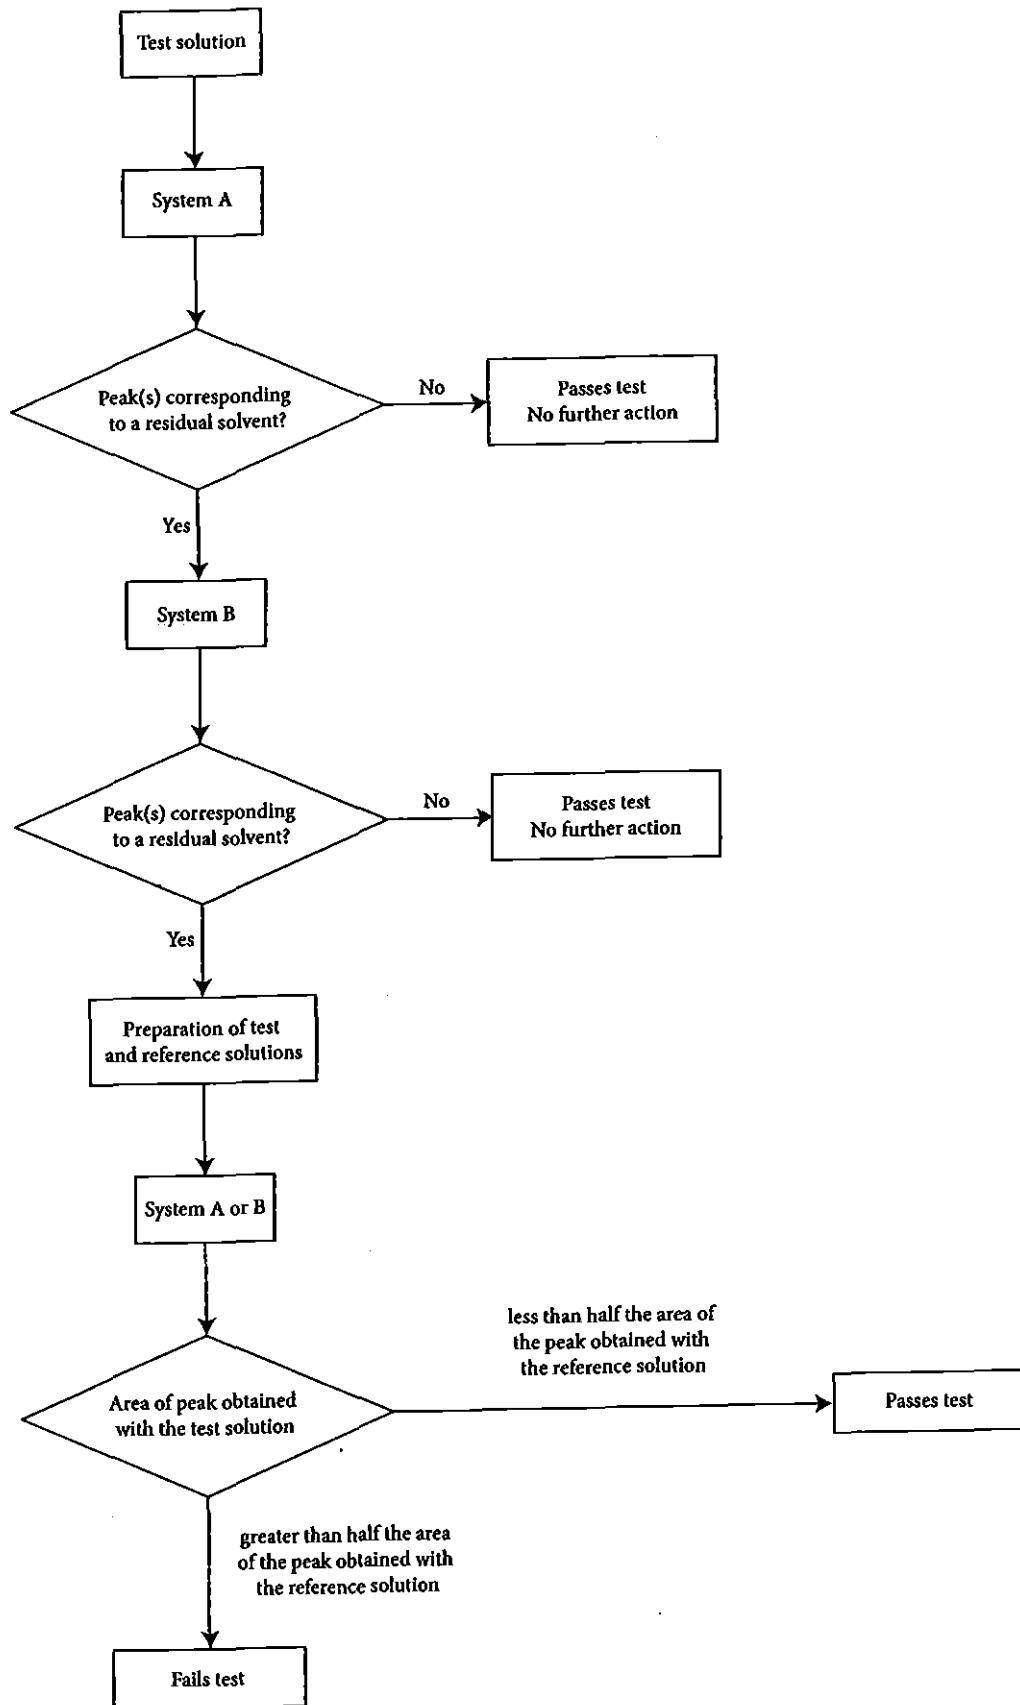 Test solution
System A
Peak(s) corresponding
to a residual solvent?
No
Passes test
No further action
Yes
System B
Peak(s) corresponding
to a residual solvent?
No
Passes test
No further action
Yes
Preparation of test
and reference solutions
System A or B
less than half the area of
the peak obtained with
the reference solution
Area of peak obtained
with the test solution
Passes test
greater than half the area
of the peak obtained with
the reference solution
Fails test